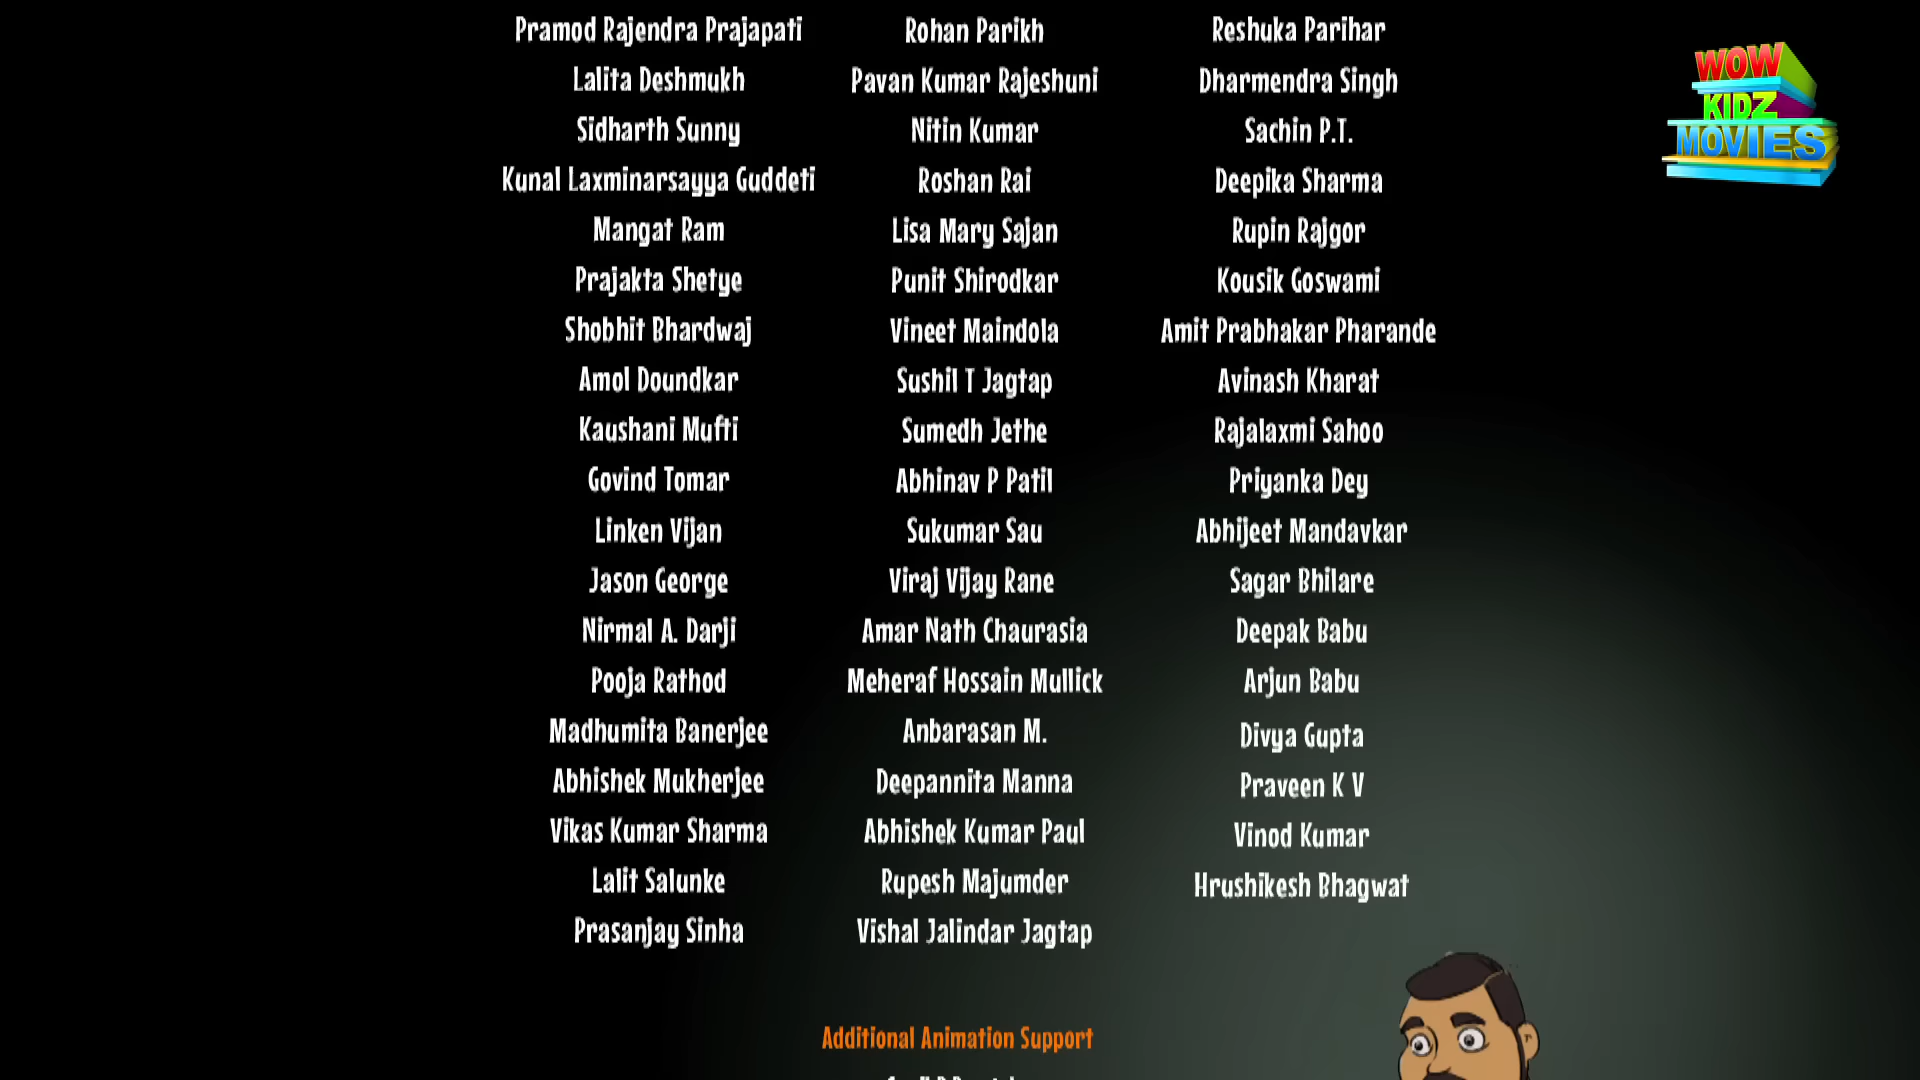 Pramod Rajendra Prajapati Rohan Parikh Reshuka Parihar
Lalita Deshmukh Pavan Kumar Rajeshuni Dharmendra Singh
Sidharth Sunny Nitin Kumar Sachin P.T.
Kunal Laxminarsayya Guddeti Roshan Rai Deepika Sharma
Mangat Ram Lisa Mary Sajan Rupin Rajgor
Prajakta Shetye Punit Shirodkar Kousik Goswami
Shobhit Bhardwaj Vineet Maindola Amit Prabhakar Pharande
Amol Doundkar Sushil T Jagtap Avinash Kharat
Kaushani Mufti Sumedh Jethe Rajalaxmi Sahoo
Govind Tomar Abhinav P Patil Priyanka Dey
Linken Vijan Sukumar Sau Abhijeet Mandavkar
Jason George Viraj Vijay Rane Sagar Bhilare
Nirmal A. Darji Amar Nath Chaurasia Deepak Babu
Pooja Rathod Meheraf Hossain Mullick Arjun Babu
Madhumita Banerjee Anbarasan M. Divya Gupta
Abhishek Mukherjee Deepannita Manna Praveen K V
Vikas Kumar Sharma Abhishek Kumar Paul Vinod Kumar
Lalit Salunke Rupesh Majumder Hrushikesh Bhagwat
Prasanjay Sinha Vishal Jalindar Jagtap
Additional Animation Support
WOW
KIDZ
MOVIES